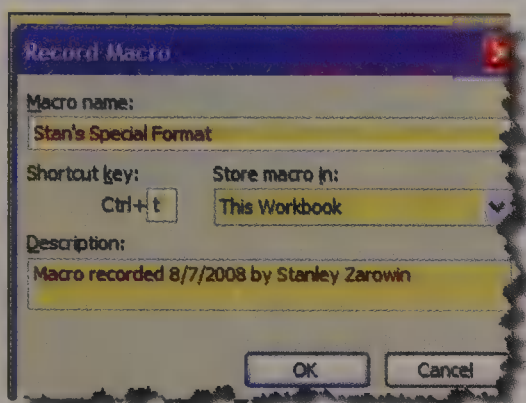 Record Macro
Macro name:
Stan's Special Format
Shortcut key: Store macro in:
Ctrl+ t This Workbook
Description:
Macro recorded 8/7/2008 by Stanley Zarowin
OK Cancel